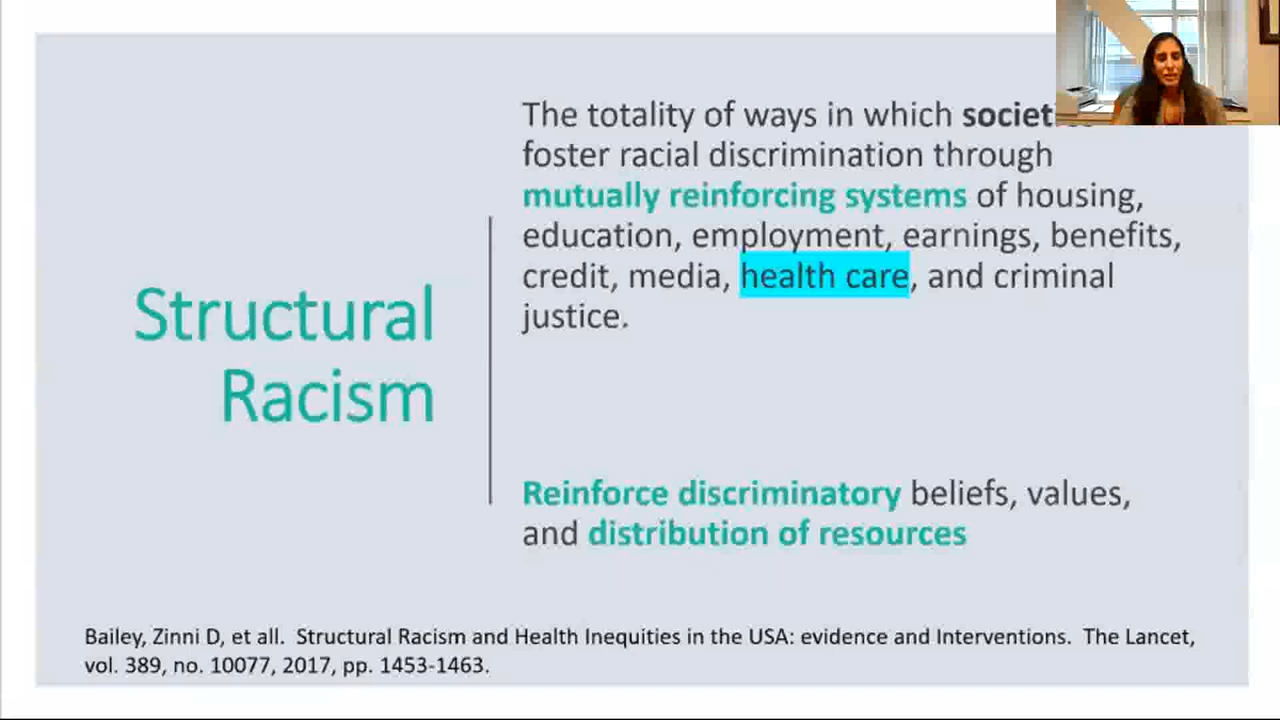 Structural
Racism
The totality of ways in which
foster racial discrimination through
mutually reinforcing systems of housing,
education, employment, earnings, benefits,
credit, media, health care, and criminal
justice.
Reinforce discriminatory beliefs, values,
and distribution of resources
Bailey, Zinni D, et all. Structural Racism and Health Inequities in the USA: evidence and Interventions. The Lancet,
vol. 389, no. 10077, 2017, pp. 1453-1463.